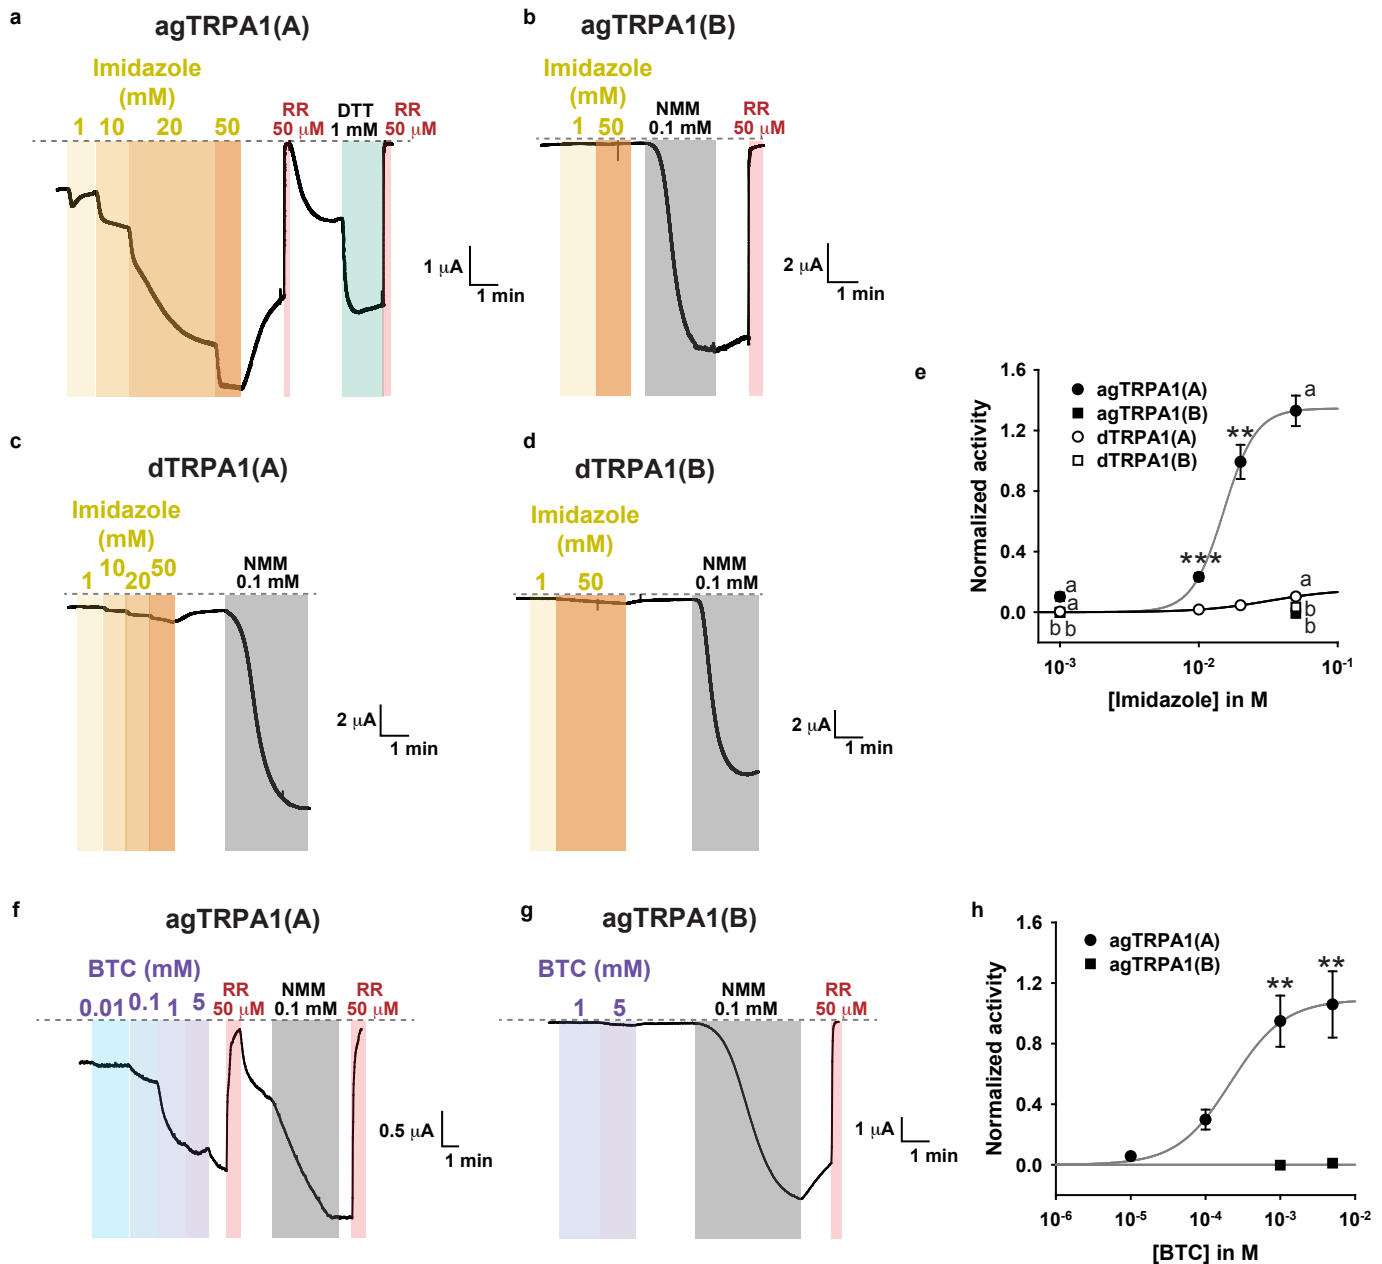 a
agTRPA1(A)
Imidazole
(mM)
1 10 20 50
RR
50 μM
DTT
1 mM
RR
50 μM
1 μA
1 min
b
agTRPA1(B)
Imidazole
(mM)
1 50
NMM
0.1 mM
RR
50 μM
2 μA
1 min
c
dTRPA1(A)
Imidazole
(mM)
1 10 20 50
NMM
0.1 mM
2 μA
1 min
d
dTRPA1(B)
Imidazole
(mM)
1 50
NMM
0.1 mM
2 μA
1 min
e
Normalized activity
1.6
1.2
0.8
0.4
0.0
agTRPA1(A)
agTRPA1(B)
dTRPA1(A)
dTRPA1(B)
a
**
***
a
a
b b
a
b
b
10⁻³ 10⁻² 10⁻¹
[Imidazole] in M
f
agTRPA1(A)
BTC (mM)
0.01 0.1 1 5
RR
50 μM
NMM
0.1 mM
RR
50 μM
0.5 μA
1 min
g
agTRPA1(B)
BTC (mM)
1 5
NMM
0.1 mM
RR
50 μM
1 μA
1 min
h
Normalized activity
1.6
1.2
0.8
0.4
0.0
agTRPA1(A)
agTRPA1(B)
** **
10⁻⁶ 10⁻⁵ 10⁻⁴ 10⁻³ 10⁻²
[BTC] in M